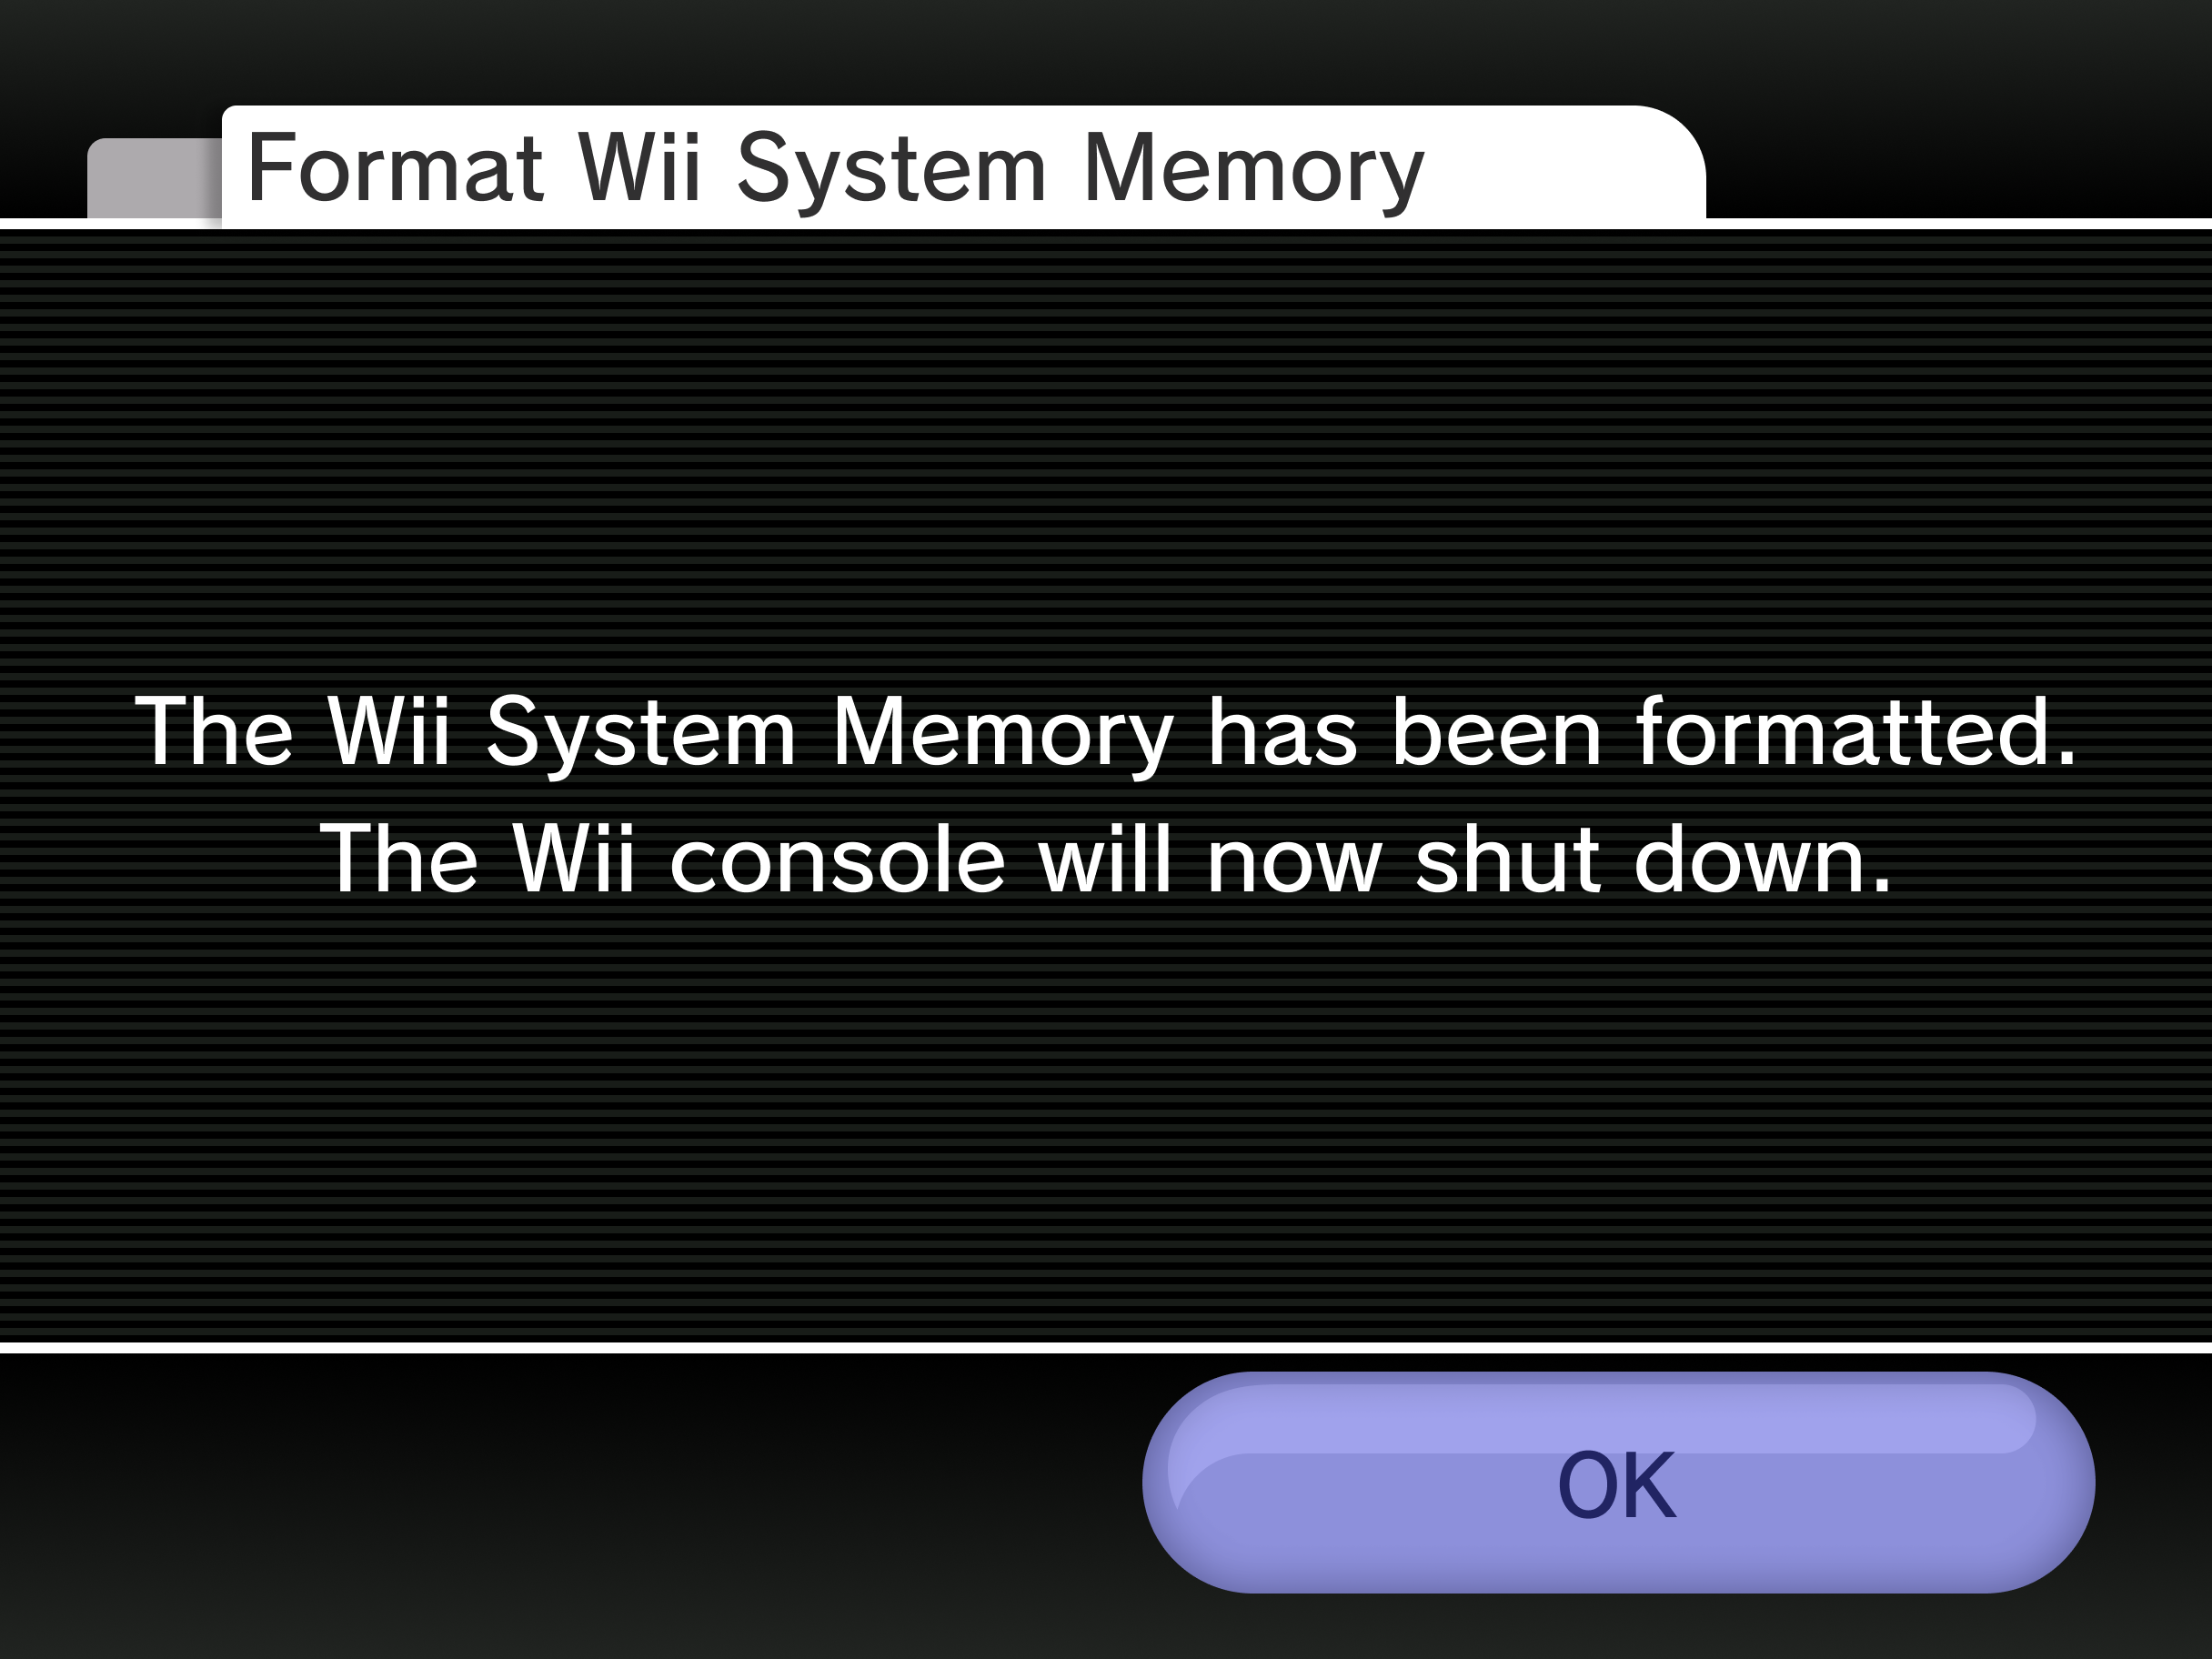 Format Wii System Memory
The Wii System Memory has been formatted.
The Wii console will now shut down.
OK